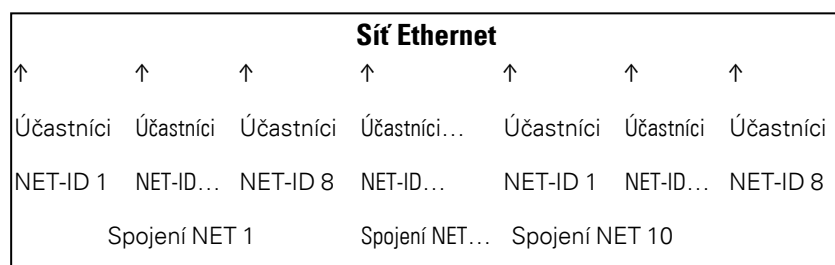 Síť Ethernet
↑ ↑ ↑ ↑ ↑ ↑ ↑
Účastníci Účastníci Účastníci Účastníci… Účastníci Účastníci Účastníci
NET-ID 1 NET-ID… NET-ID 8 NET-ID… NET-ID 1 NET-ID… NET-ID 8
Spojení NET 1 Spojení NET… Spojení NET 10